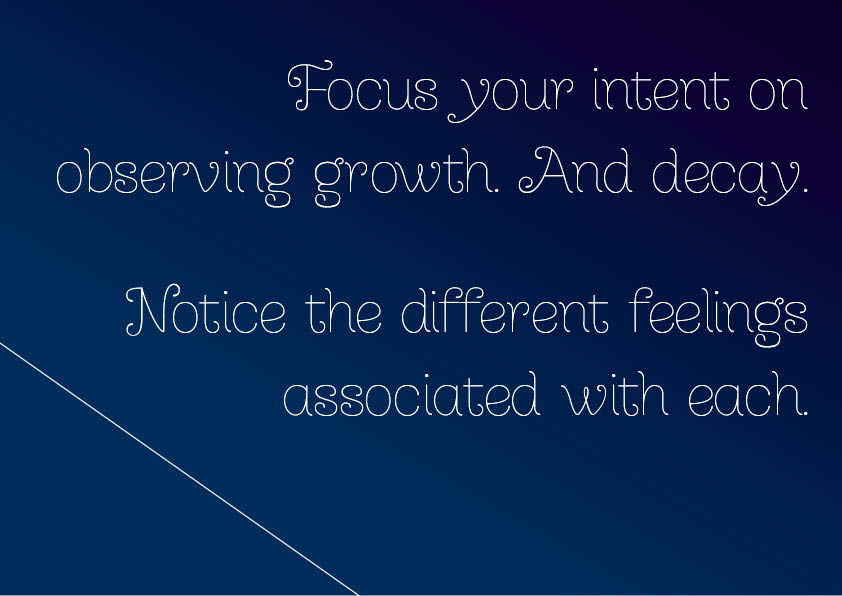 Focus your intent on
observing growth. And decay.
Notice the different feelings
associated with each.